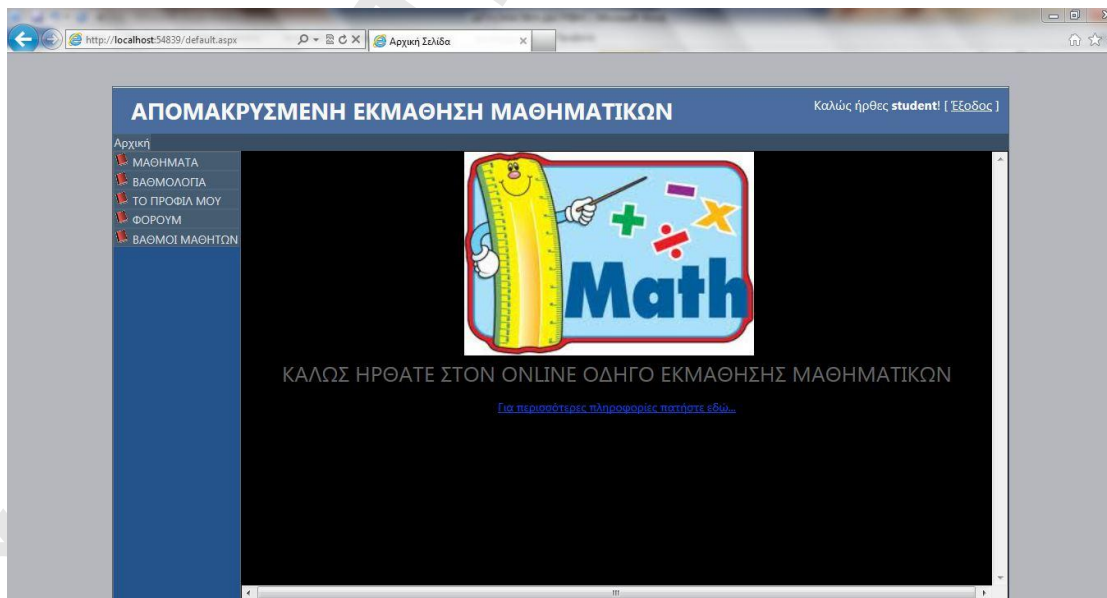 http://localhost:54839/default.aspx
Αρχική Σελίδα
ΑΠΟΜΑΚΡΥΣΜΕΝΗ ΕΚΜΑΘΗΣΗ ΜΑΘΗΜΑΤΙΚΩΝ
Καλώς ήρθες student! [ Έξοδος ]
Αρχική
ΜΑΘΗΜΑΤΑ
ΒΑΘΜΟΛΟΓΙΑ
ΤΟ ΠΡΟΦΙΛ ΜΟΥ
ΦΟΡΟΥΜ
ΒΑΘΜΟΙ ΜΑΘΗΤΩΝ
Math
ΚΑΛΩΣ ΗΡΘΑΤΕ ΣΤΟΝ ONLINE ΟΔΗΓΟ ΕΚΜΑΘΗΣΗΣ ΜΑΘΗΜΑΤΙΚΩΝ
Για περισσότερες πληροφορίες πατήστε εδώ...